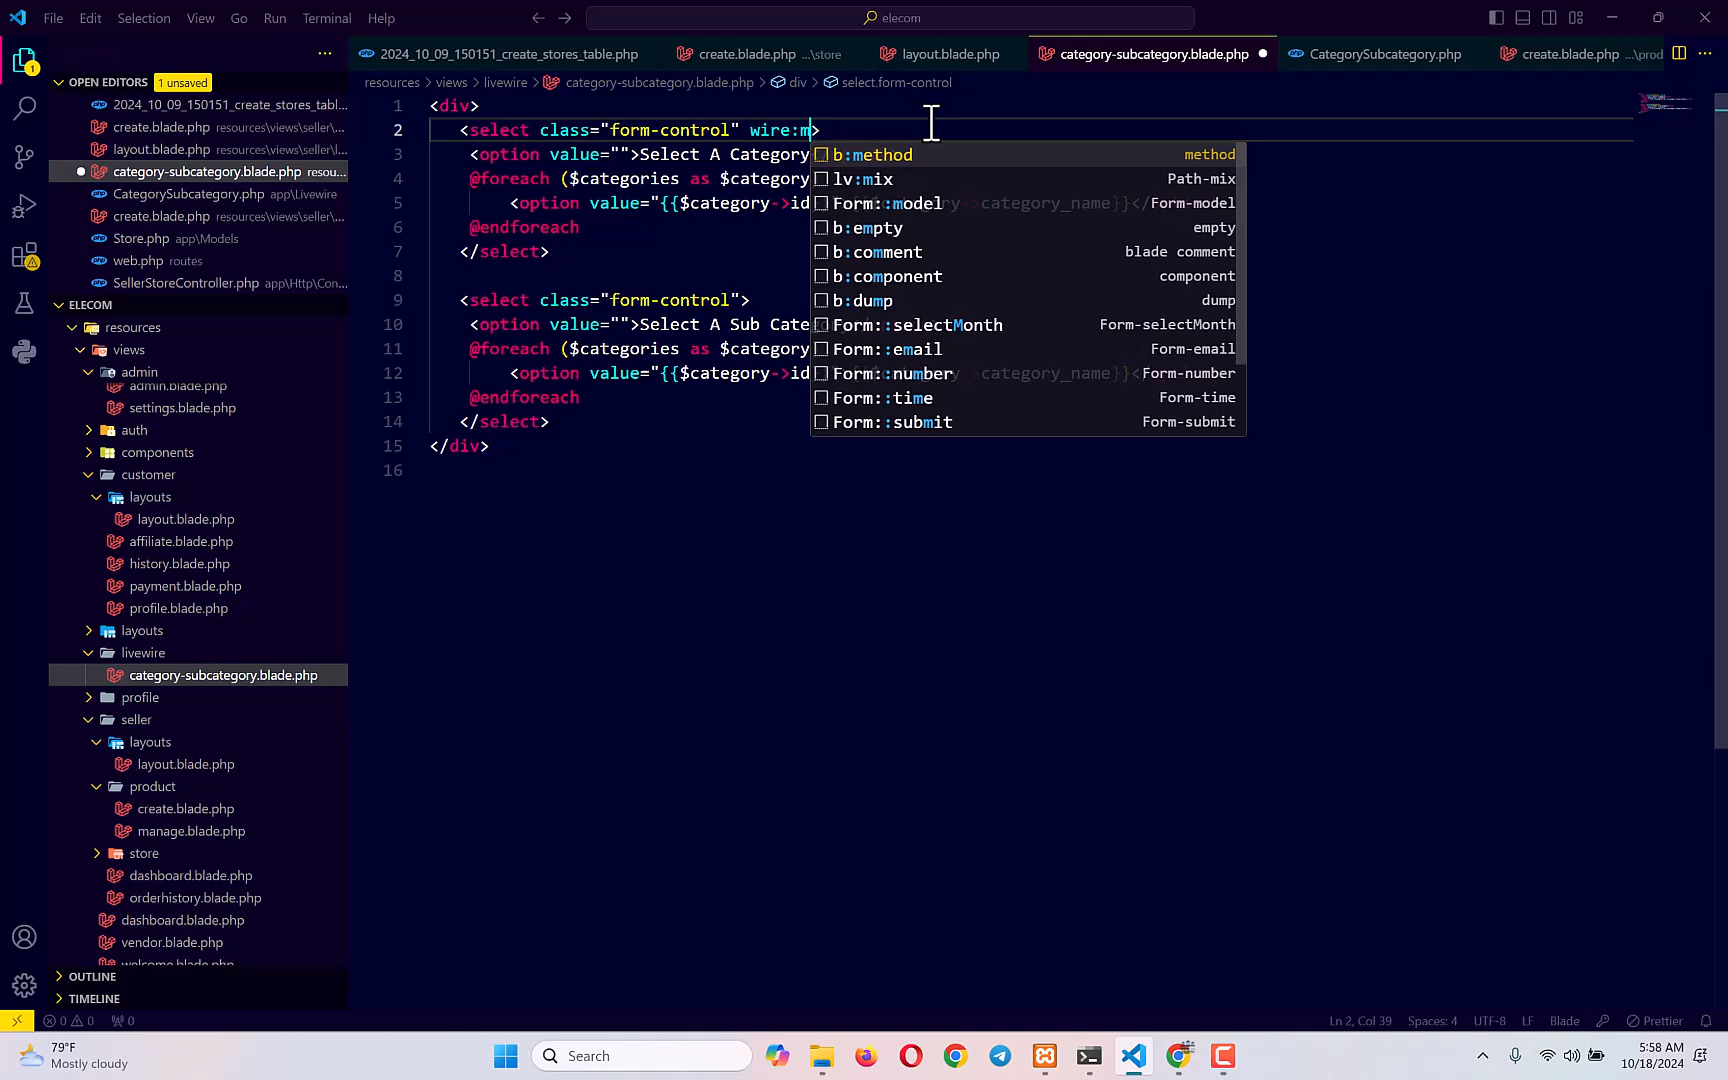 File Edit Selection View Go Run Terminal Help
elecom
OPEN EDITORS 1 unsaved
2024_10_09_150151_create_stores_tabl...
create.blade.php resources\views\seller\...
layout.blade.php resources\views\seller\...
category-subcategory.blade.php resou...
CategorySubcategory.php app\Livewire
create.blade.php resources\views\seller\...
Store.php app\Models
web.php routes
SellerStoreController.php app\Http\Con...
ELECOM
resources
views
admin
admin.blade.php
settings.blade.php
auth
components
customer
layouts
layout.blade.php
affiliate.blade.php
history.blade.php
payment.blade.php
profile.blade.php
layouts
livewire
category-subcategory.blade.php
profile
seller
layouts
layout.blade.php
product
create.blade.php
manage.blade.php
store
dashboard.blade.php
orderhistory.blade.php
dashboard.blade.php
vendor.blade.php
welcome.blade.php
OUTLINE
TIMELINE
2024_10_09_150151_create_stores_table.php create.blade.php ...\store layout.blade.php category-subcategory.blade.php CategorySubcategory.php create.blade.php ...\prod
resources > views > livewire > category-subcategory.blade.php > div > select.form-control
1 <div>
2 <select class="form-control" wire:m>
3 <option value="">Select A Category
4 @foreach ($categories as $category
5 <option value="{{$category->id category->category_name}}</
6 @endforeach
7 </select>
8
9 <select class="form-control">
10 <option value="">Select A Sub Cate
11 @foreach ($categories as $category
12 <option value="{{$category->id {{$category->category_name}}</
13 @endforeach
14 </select>
15 </div>
16
b:method method
lv:mix Path-mix
Form::model Form-model
b:empty empty
b:comment blade comment
b:component component
b:dump dump
Form::selectMonth Form-selectMonth
Form::email Form-email
Form::number Form-number
Form::time Form-time
Form::submit Form-submit
0 0 0
Ln 2, Col 39 Spaces: 4 UTF-8 LF Blade Prettier
79°F
Mostly cloudy
Search
5:58 AM
10/18/2024